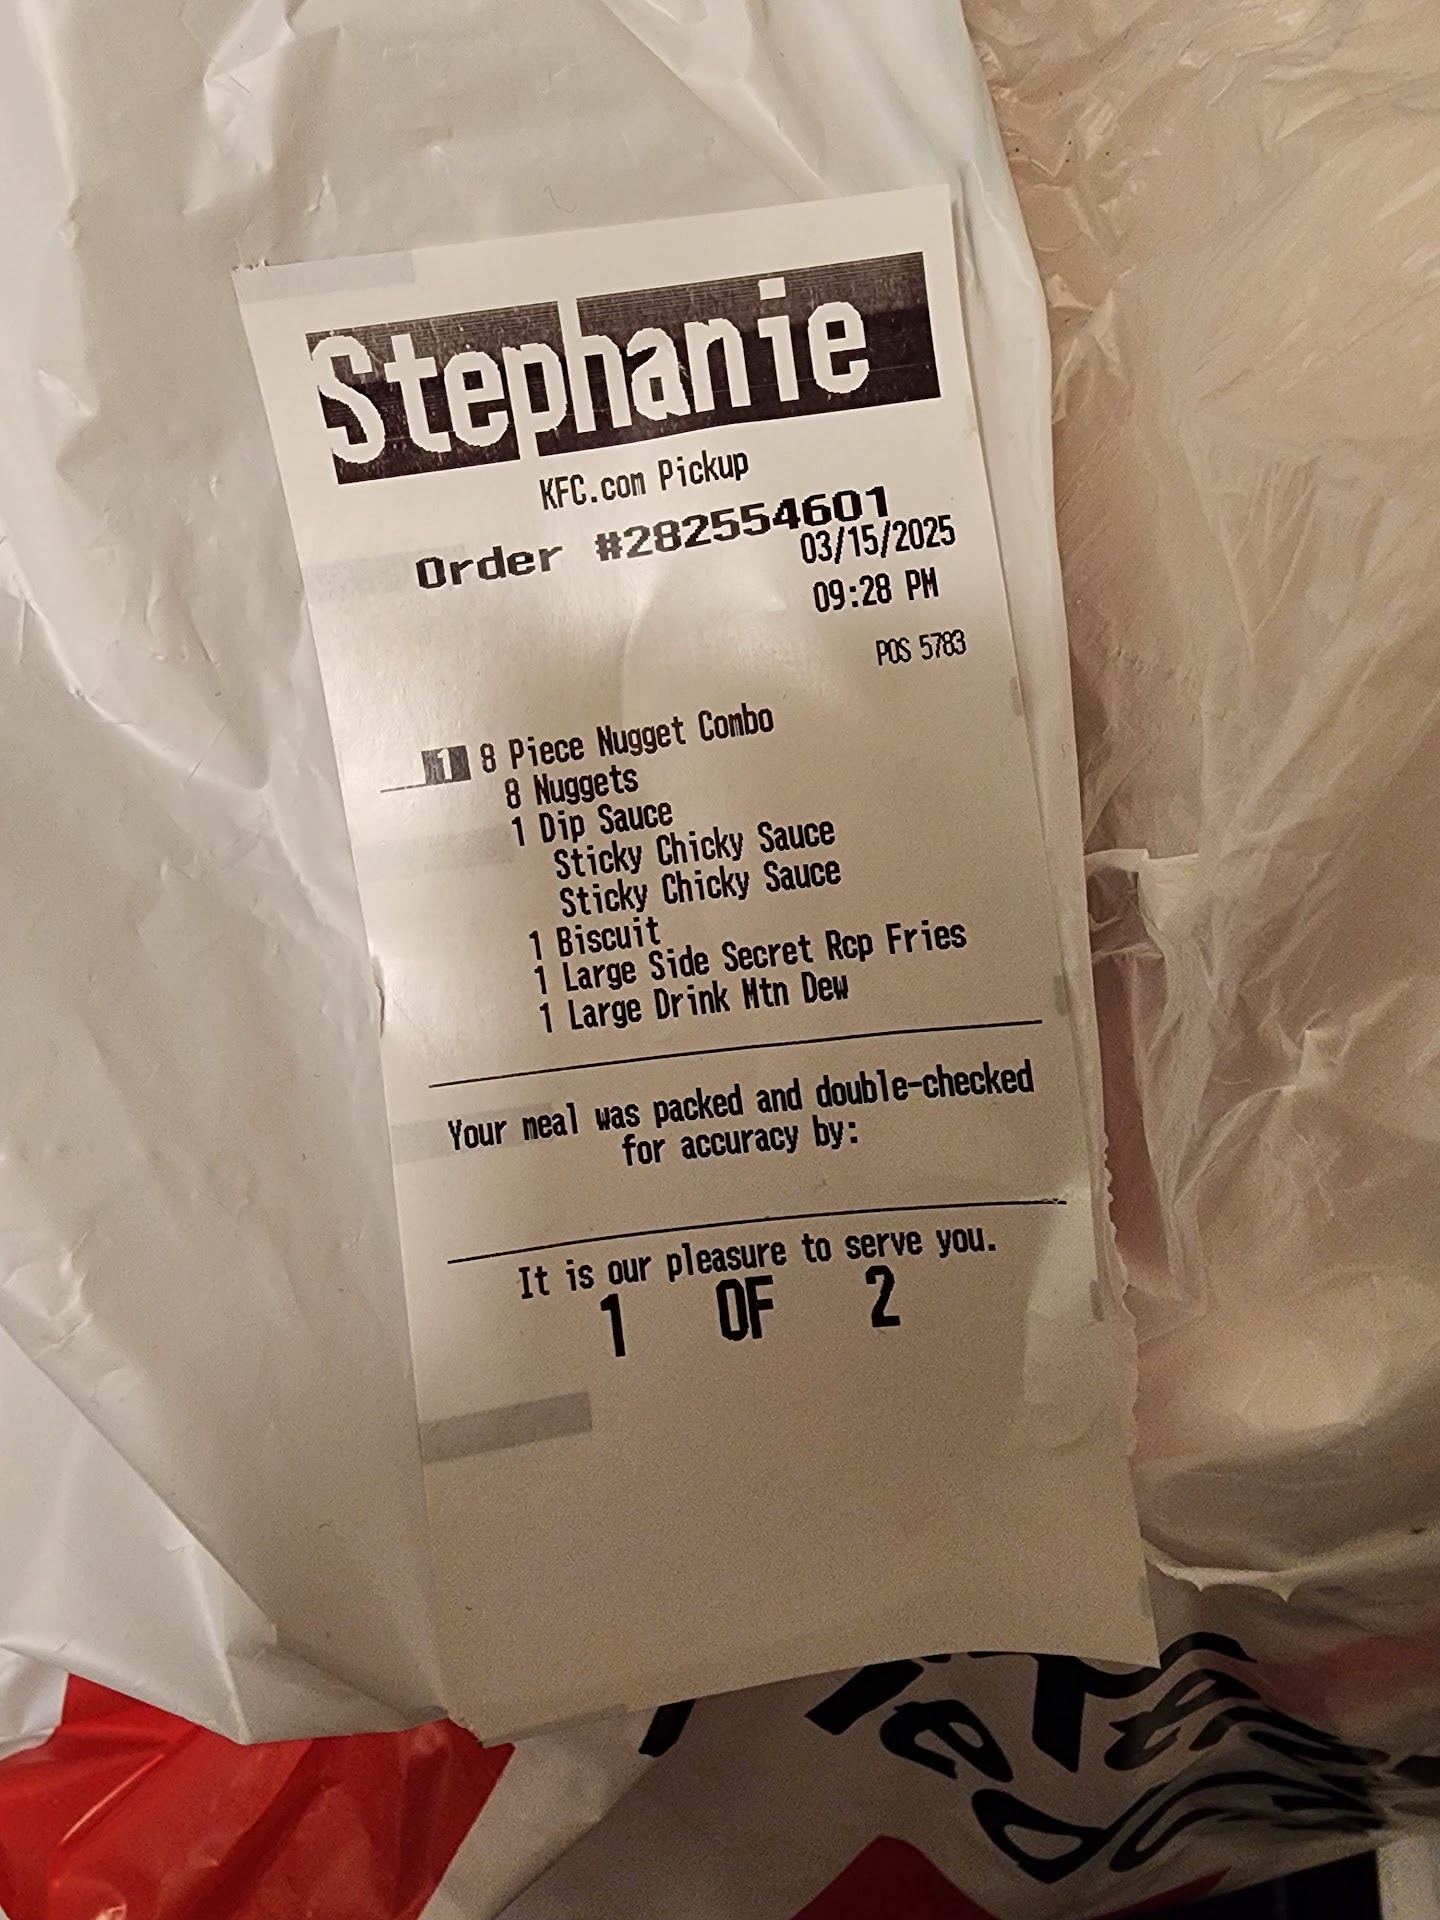 Stephanie
KFC.com Pickup
Order #282554601
03/15/2025
09:28 PM
POS 5783
1 8 Piece Nugget Combo
8 Nuggets
1 Dip Sauce
Sticky Chicky Sauce
Sticky Chicky Sauce
1 Biscuit
1 Large Side Secret Rcp Fries
1 Large Drink Mtn Dew
Your meal was packed and double-checked
for accuracy by:
It is our pleasure to serve you.
1 OF 2